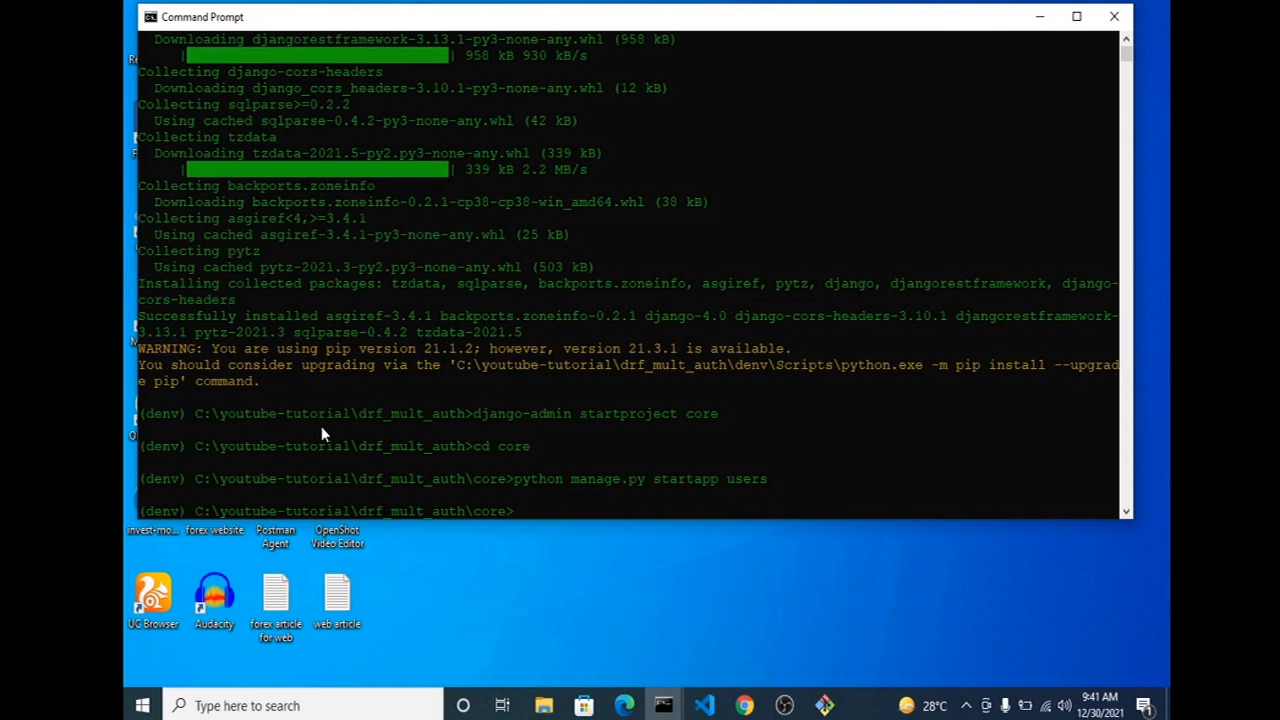 Command Prompt
Downloading djangorestframework-3.13.1-py3-none-any.whl (958 kB)
| | 958 kB 930 kB/s
Collecting django-cors-headers
Downloading django_cors_headers-3.10.1-py3-none-any.whl (12 kB)
Collecting sqlparse>=0.2.2
Using cached sqlparse-0.4.2-py3-none-any.whl (42 kB)
Collecting tzdata
Downloading tzdata-2021.5-py2.py3-none-any.whl (339 kB)
| | 339 kB 2.2 MB/s
Collecting backports.zoneinfo
Downloading backports.zoneinfo-0.2.1-cp38-cp38-win_amd64.whl (38 kB)
Collecting asgiref<4,>=3.4.1
Using cached asgiref-3.4.1-py3-none-any.whl (25 kB)
Collecting pytz
Using cached pytz-2021.3-py2.py3-none-any.whl (503 kB)
Installing collected packages: tzdata, sqlparse, backports.zoneinfo, asgiref, pytz, django, djangorestframework, django-
cors-headers
Successfully installed asgiref-3.4.1 backports.zoneinfo-0.2.1 django-4.0 django-cors-headers-3.10.1 djangorestframework-
3.13.1 pytz-2021.3 sqlparse-0.4.2 tzdata-2021.5
WARNING: You are using pip version 21.1.2; however, version 21.3.1 is available.
You should consider upgrading via the 'C:\youtube-tutorial\drf_mult_auth\denv\Scripts\python.exe -m pip install --upgrad
e pip' command.
(denv) C:\youtube-tutorial\drf_mult_auth>django-admin startproject core
(denv) C:\youtube-tutorial\drf_mult_auth>cd core
(denv) C:\youtube-tutorial\drf_mult_auth\core>python manage.py startapp users
(denv) C:\youtube-tutorial\drf_mult_auth\core>
invest-mo... forex website Postman Agent OpenShot Video Editor
UC Browser Audacity forex article for web web article
Type here to search
28°C
9:41 AM
12/30/2021
1